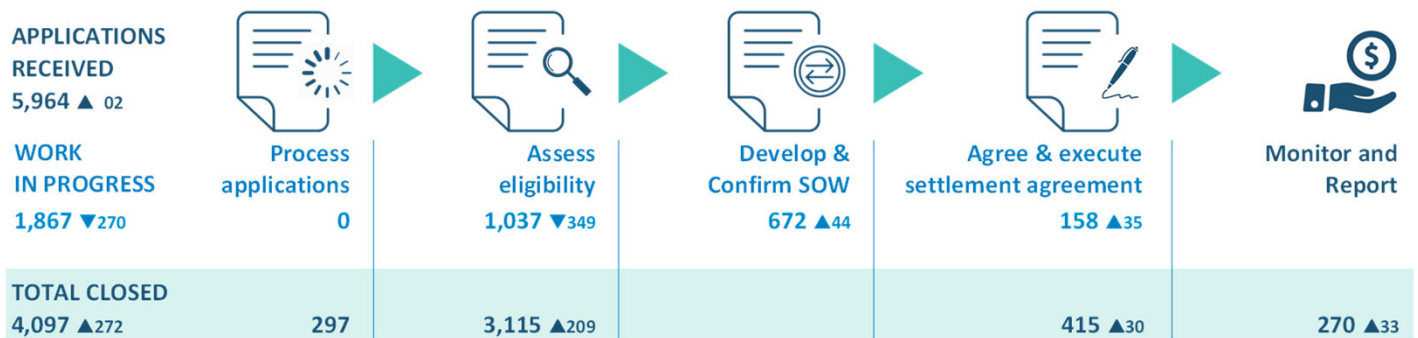 APPLICATIONS
RECEIVED
5,964 ▲ 02
$
WORK
IN PROGRESS
1,867 ▼270
Process
applications
0
Assess
eligibility
1,037 ▼349
Develop &
Confirm SOW
672 ▲44
Agree & execute
settlement agreement
158 ▲35
Monitor and
Report
TOTAL CLOSED
4,097 ▲272
297
3,115 ▲209
415 ▲30
270 ▲33